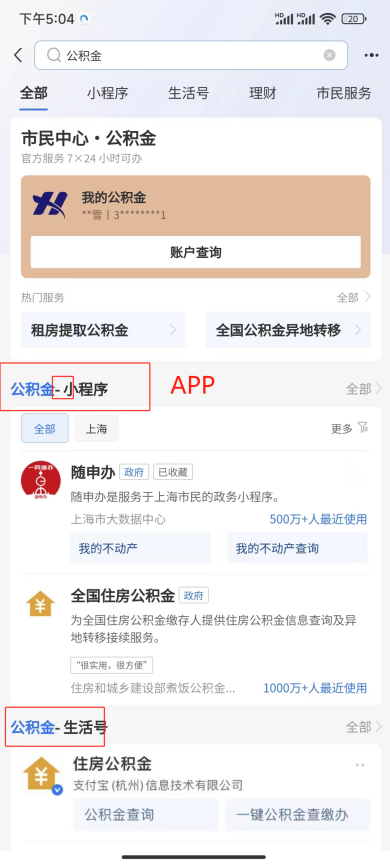 下午5:04 HD HD 20
公积金
全部 小程序 生活号 理财 市民服务
市民中心・公积金
官方服务 7×24 小时可办
我的公积金
**雪 | 3********1
账户查询
热门服务 全部
租房提取公积金 全国公积金异地转移
公积金- 小程序 APP 全部
全部 上海 更多
一网通办
随申办
随申办 政府 已收藏
随申办是服务于上海市民的政务小程序。
上海市大数据中心 500万+人最近使用
我的不动产 我的不动产查询
全国住房公积金 政府
为全国公积金缴存人提供住房公积金信息查询及异
地转移接续服务。
“很实用，很方便”
住房和城乡建设部煮饭公积金... 1000万+人最近使用
公积金- 生活号 全部
住房公积金
支付宝 (杭州) 信息技术有限公司
公积金查询 一键公积金查缴办